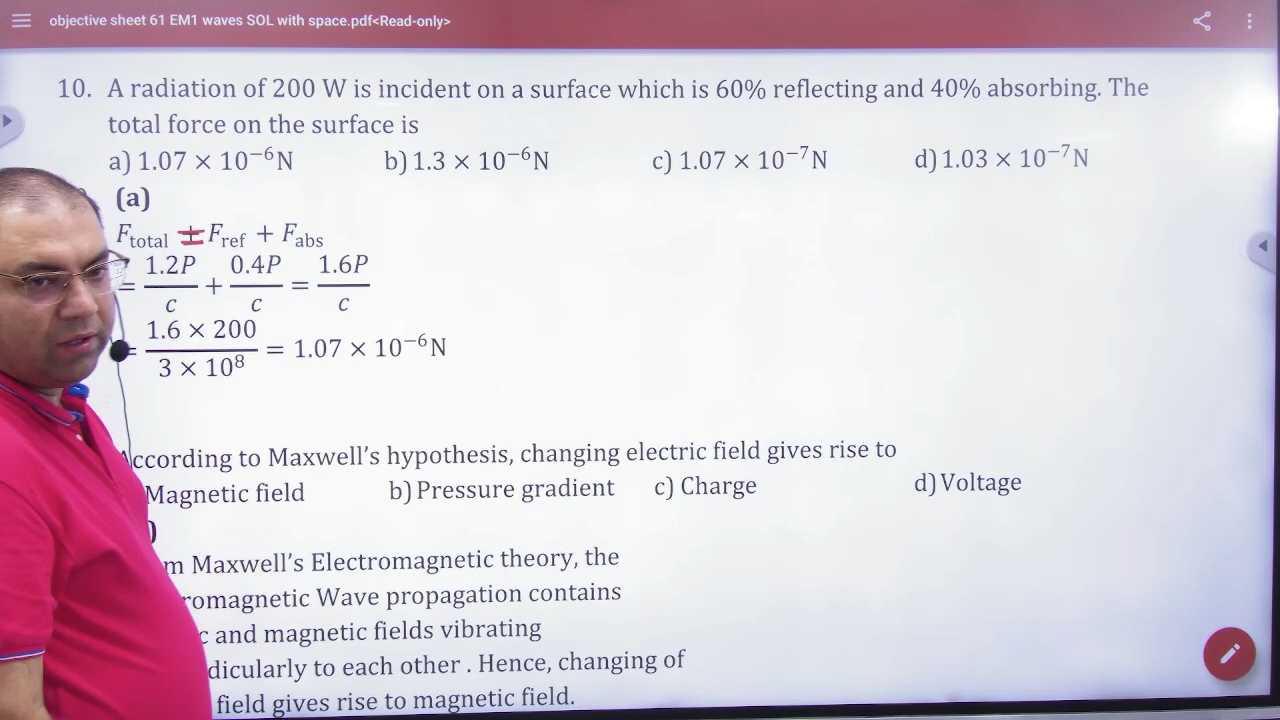 objective sheet 61 EM1 waves SOL with space.pdf<Read-only>
10. A radiation of 200 W is incident on a surface which is 60% reflecting and 40% absorbing. The
total force on the surface is
a) 1.07 × 10⁻⁶N b) 1.3 × 10⁻⁶N c) 1.07 × 10⁻⁷N d) 1.03 × 10⁻⁷N
(a)
F_total = F_ref + F_abs
= 1.2P/c + 0.4P/c = 1.6P/c
= 1.6 × 200 / 3 × 10⁸ = 1.07 × 10⁻⁶N
According to Maxwell's hypothesis, changing electric field gives rise to
Magnetic field b) Pressure gradient c) Charge d) Voltage
)
m Maxwell's Electromagnetic theory, the
romagnetic Wave propagation contains
c and magnetic fields vibrating
dicularly to each other . Hence, changing of
field gives rise to magnetic field.